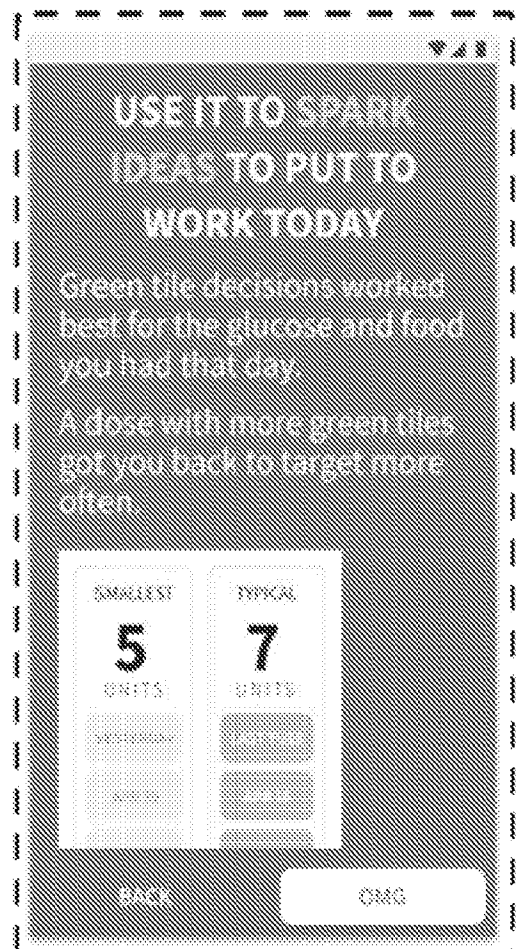 USE IT TO SPARK
IDEAS TO PUT TO
WORK TODAY
Green tile decisions worked
best for the glucose and food
you had that day.
A dose with more green tiles
got you back to target more
often.
SMALLEST TYPICAL
5 7
UNITS UNITS
YESTERDAY
BACK OMG